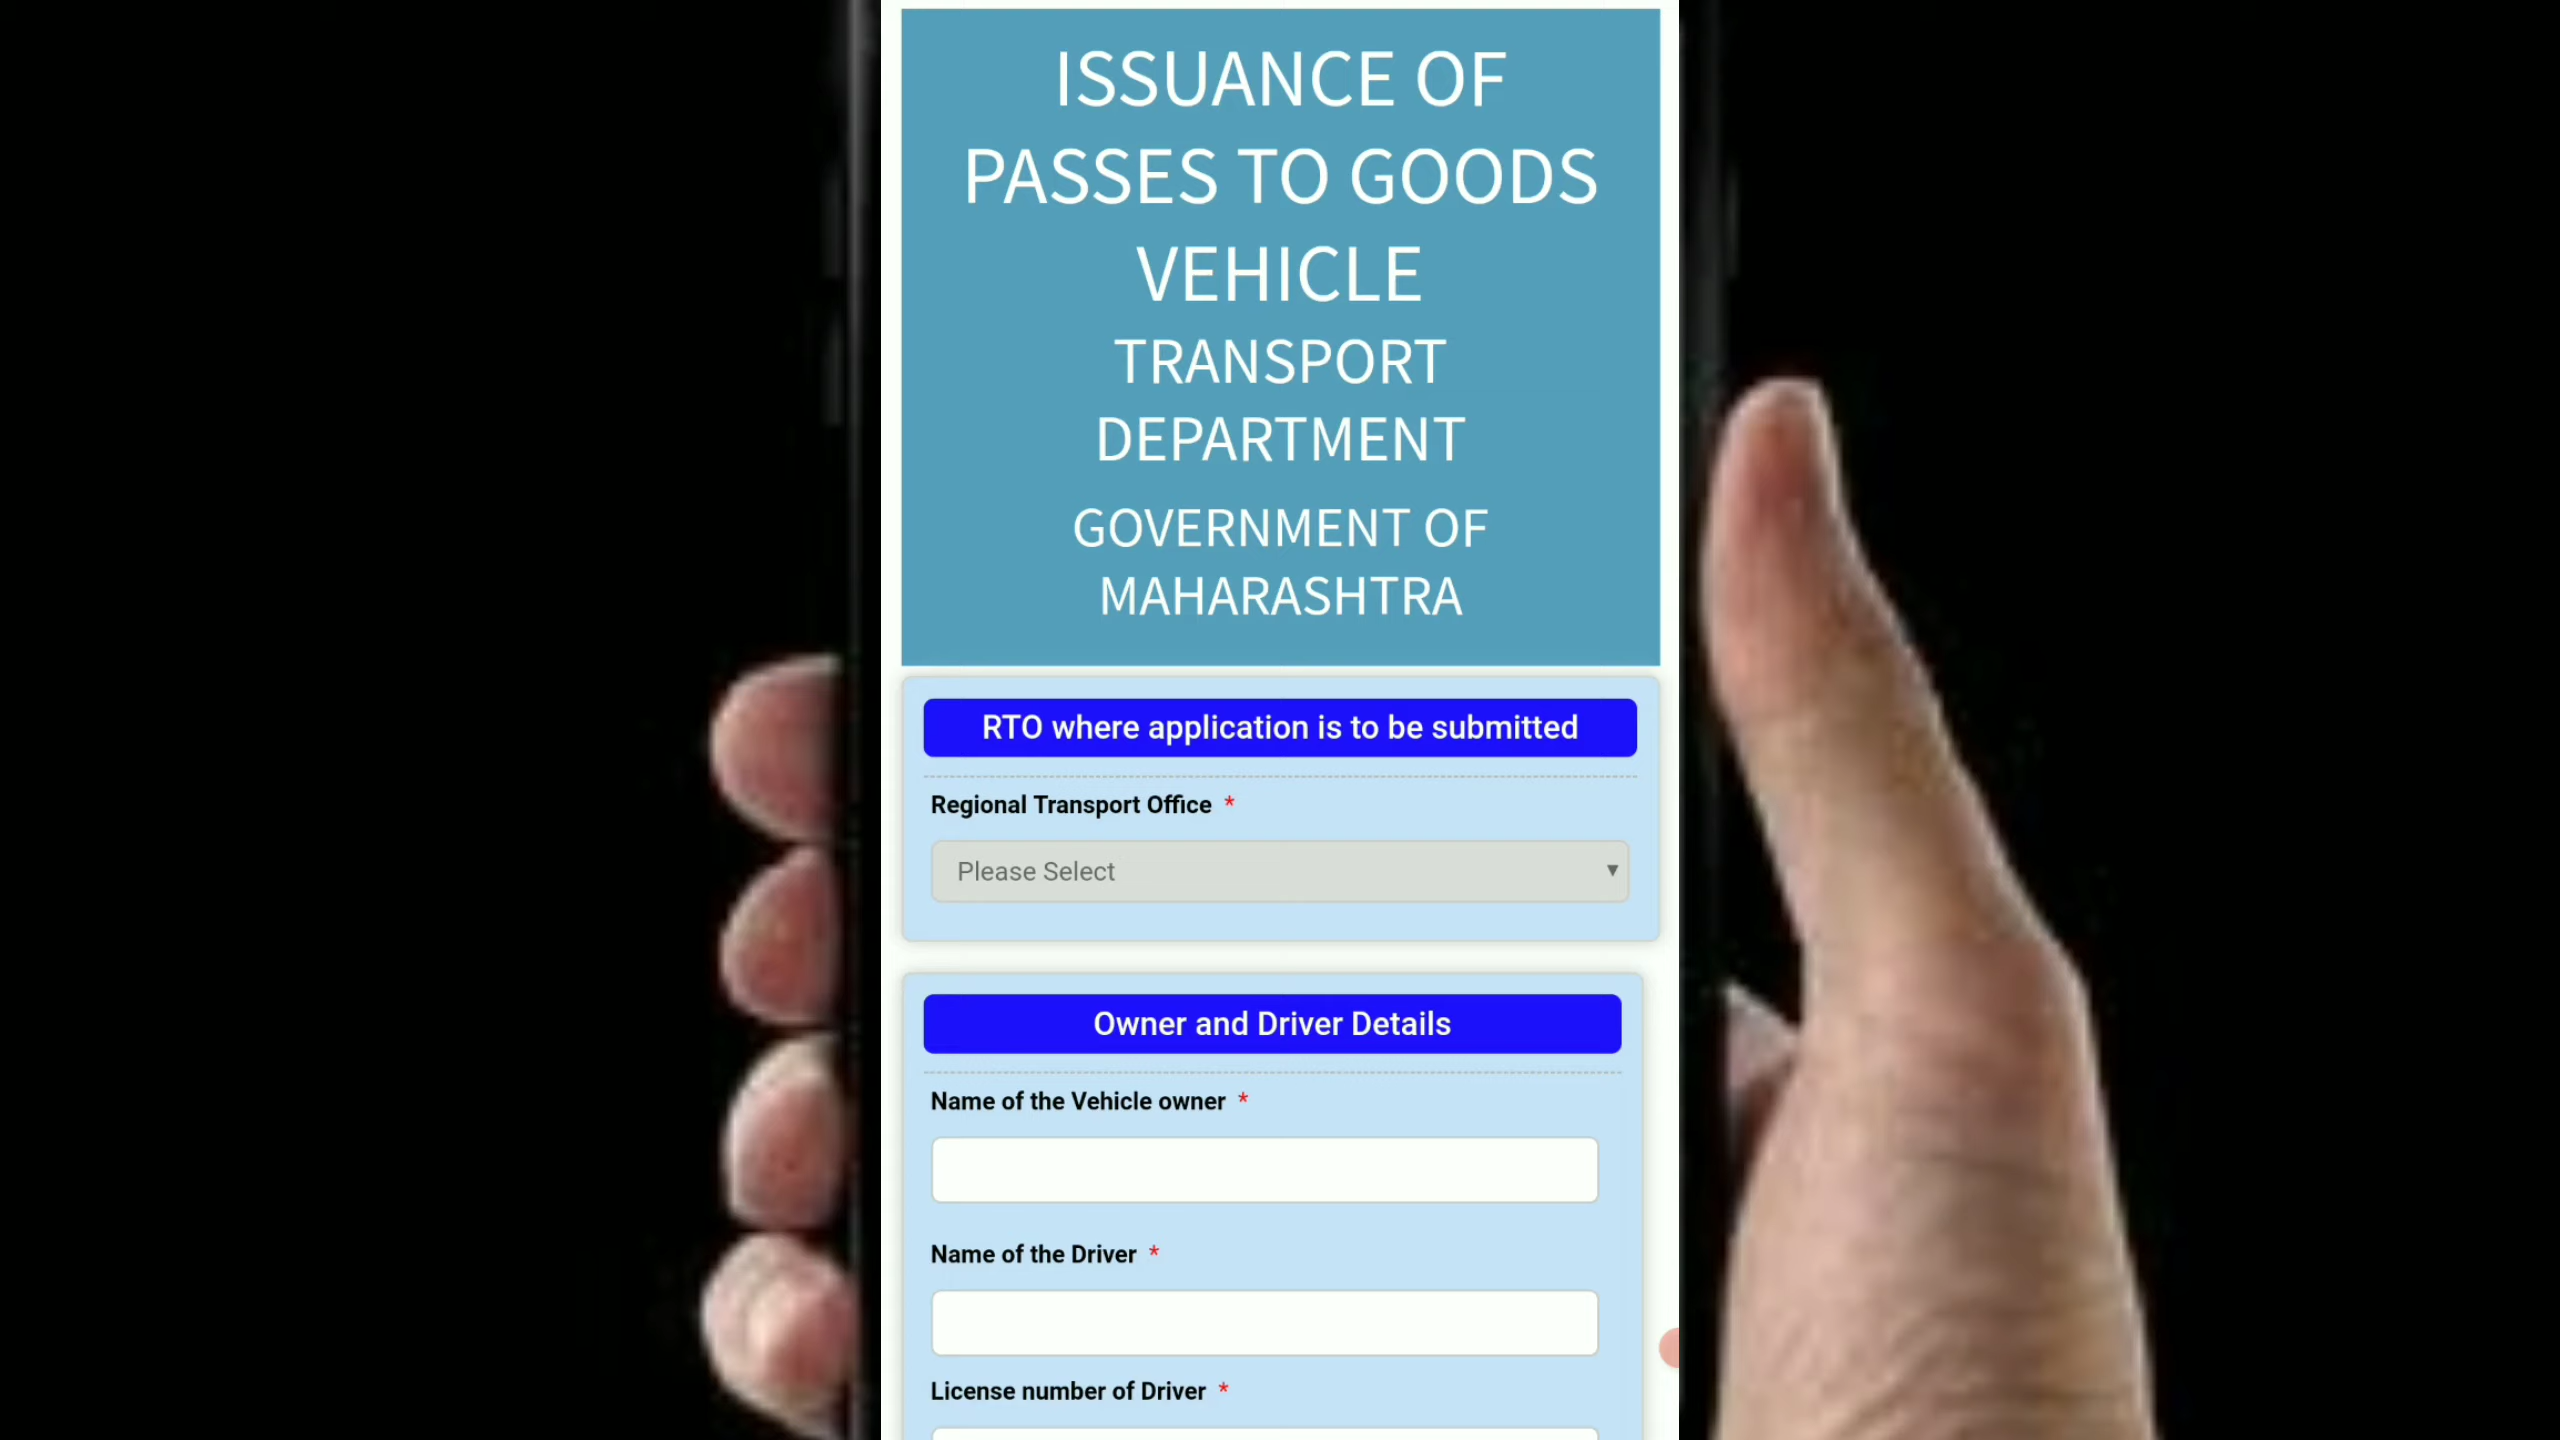 ISSUANCE OF
PASSES TO GOODS
VEHICLE
TRANSPORT
DEPARTMENT
GOVERNMENT OF
MAHARASHTRA
RTO where application is to be submitted
Regional Transport Office *
Please Select
Owner and Driver Details
Name of the Vehicle owner *
Name of the Driver *
License number of Driver *